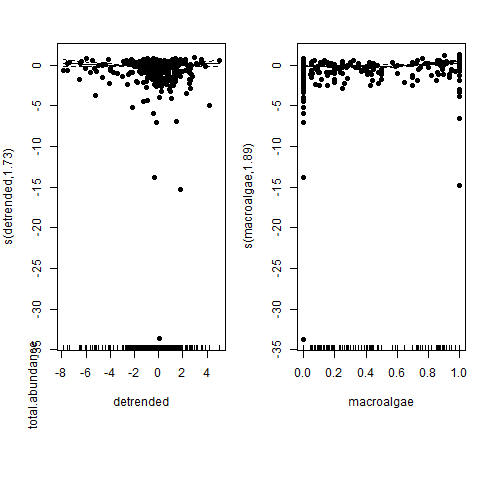 s(detrended,1.73)
0
-5
-10
-15
-20
-25
-30
-35
-8 -6 -4 -2 0 2 4
detrended
total.abundance
s(macroalgae,1.89)
0
-5
-10
-15
-20
-25
-30
-35
0.0 0.2 0.4 0.6 0.8 1.0
macroalgae